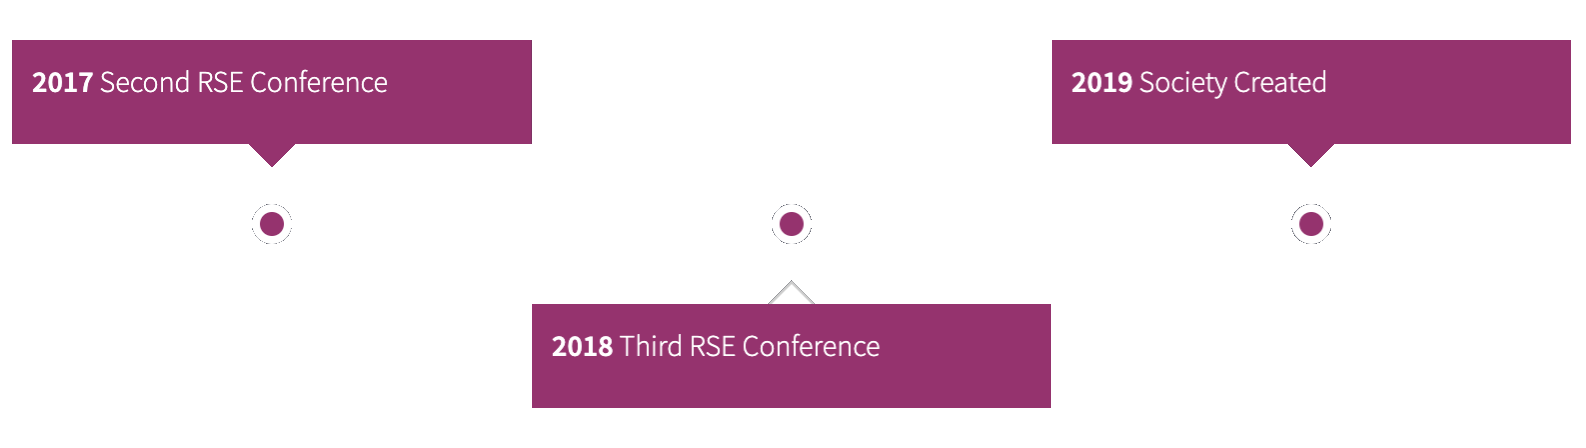 2017 Second RSE Conference
2018 Third RSE Conference
2019 Society Created